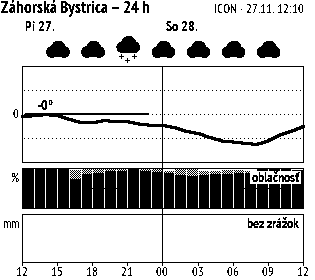 Záhorská Bystrica – 24 h
ICON · 27.11. 12:10
Pi 27. So 28.
-0°
0
% oblačnosť
mm bez zrážok
12 15 18 21 00 03 06 09 12